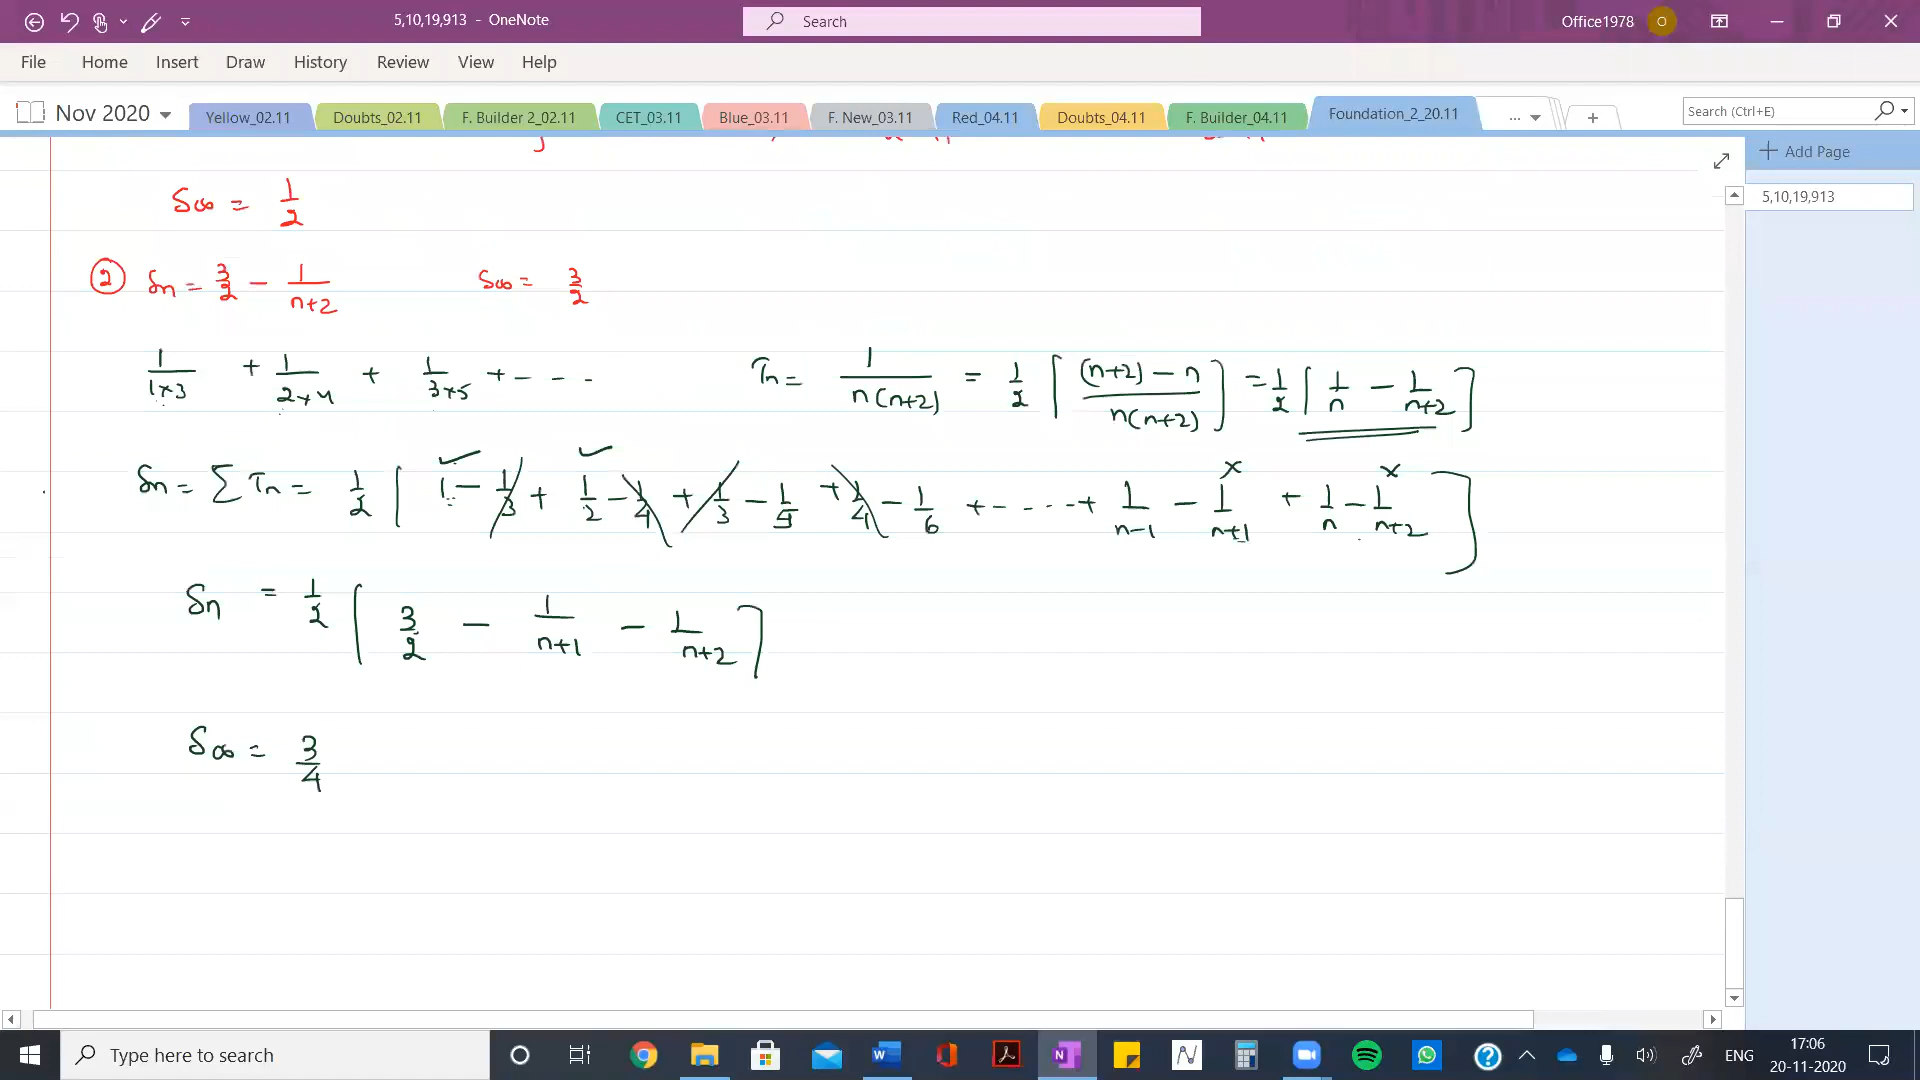 5,10,19,913 - OneNote
Search
Office1978
O
File Home Insert Draw History Review View Help
Nov 2020
Yellow_02.11 Doubts_02.11 F. Builder 2_02.11 CET_03.11 Blue_03.11 F. New_03.11 Red_04.11 Doubts_04.11 F. Builder_04.11 Foundation_2_20.11 ... +
Search (Ctrl+E)
+ Add Page
5,10,19,913
S∞ = 1/2
② Sn = 3/2 - 1/(n+2) S∞ = 3/2
1/(1×3) + 1/(2×4) + 1/(3×5) + - - - Tn = 1/(n(n+2)) = 1/2 [((n+2) - n)/(n(n+2))] = 1/2 [1/n - 1/(n+2)]
Sn = Σ Tn = 1/2 [1 - 1/3 + 1/2 - 1/4 + 1/3 - 1/5 + 1/4 - 1/6 + - - - - + 1/(n-1) - 1/(n+1) + 1/n - 1/(n+2)]
Sn = 1/2 [3/2 - 1/(n+1) - 1/(n+2)]
S∞ = 3/4
Type here to search
ENG
17:06
20-11-2020